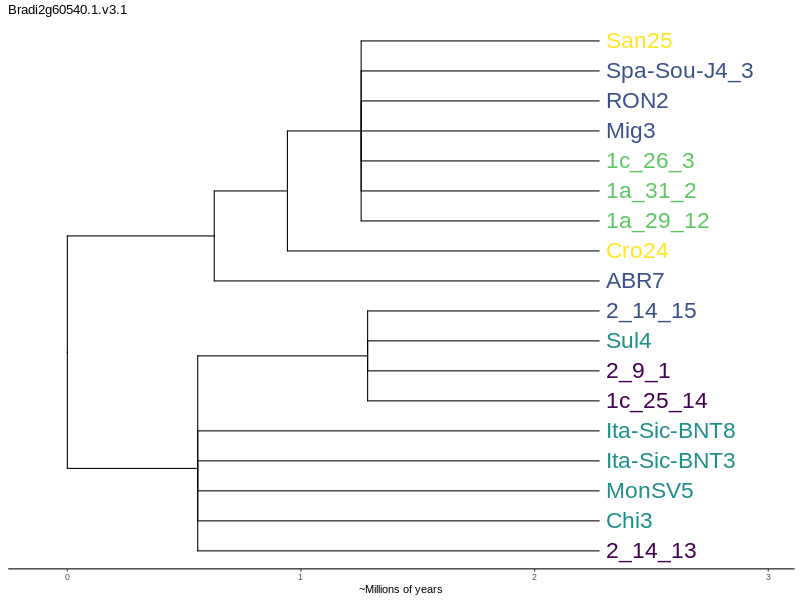 Bradi2g60540.1.v3.1
San25
Spa-Sou-J4_3
RON2
Mig3
1c_26_3
1a_31_2
1a_29_12
Cro24
ABR7
2_14_15
Sul4
2_9_1
1c_25_14
Ita-Sic-BNT8
Ita-Sic-BNT3
MonSV5
Chi3
2_14_13
0 1 2 3
~Millions of years